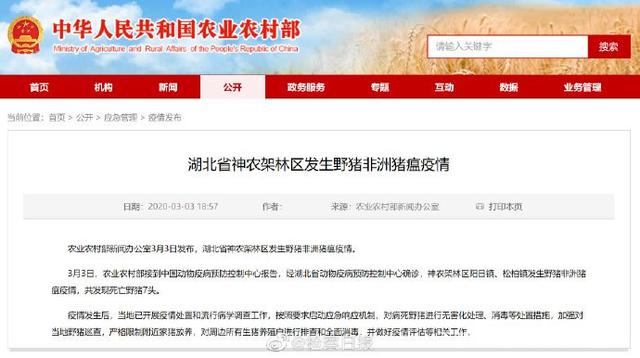 中华人民共和国农业农村部
Ministry of Agriculture and Rural Affairs of the People's Republic of China
请输入关键字
搜索
首页 机构 新闻 公开 政务服务 专题 互动 数据 业务管理
当前位置：首页 > 公开 > 应急管理 > 疫情发布
湖北省神农架林区发生野猪非洲猪瘟疫情
日期：2020-03-03 18:57 作者： 来源：农业农村部新闻办公室 打印本页
农业农村部新闻办公室3月3日发布，湖北省神农架林区发生野猪非洲猪瘟疫情。
3月3日，农业农村部接到中国动物疫病预防控制中心报告，经湖北省动物疫病预防控制中心确诊，神农架林区阳日镇、松柏镇发生野猪非洲猪
瘟疫情，共发现死亡野猪7头。
疫情发生后，当地已开展疫情处置和流行病学调查工作，按照要求启动应急响应机制，对病死野猪进行无害化处理、消毒等处置措施，加强对
当地野猪巡查，严格限制附近家猪放养，对周边所有生猪养殖户进行排查和全面消毒，并做好疫情评估等相关工作。
@检察日报